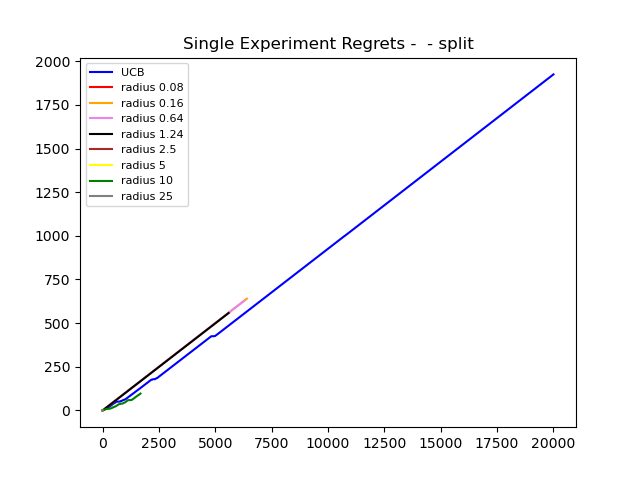 Single Experiment Regrets -  - split
2000
1750
1500
1250
1000
750
500
250
0
UCB
radius 0.08
radius 0.16
radius 0.64
radius 1.24
radius 2.5
radius 5
radius 10
radius 25
0 2500 5000 7500 10000 12500 15000 17500 20000